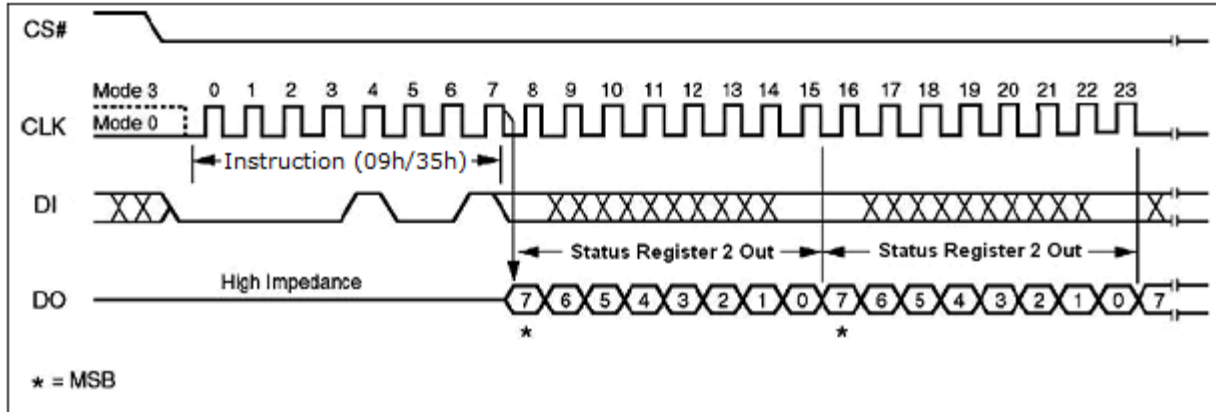 CS#
Mode 3 0 1 2 3 4 5 6 7 8 9 10 11 12 13 14 15 16 17 18 19 20 21 22 23
CLK Mode 0
Instruction (09h/35h)
DI
Status Register 2 Out Status Register 2 Out
High Impedance
DO 7 6 5 4 3 2 1 0 7 6 5 4 3 2 1 0 7
* *
* = MSB